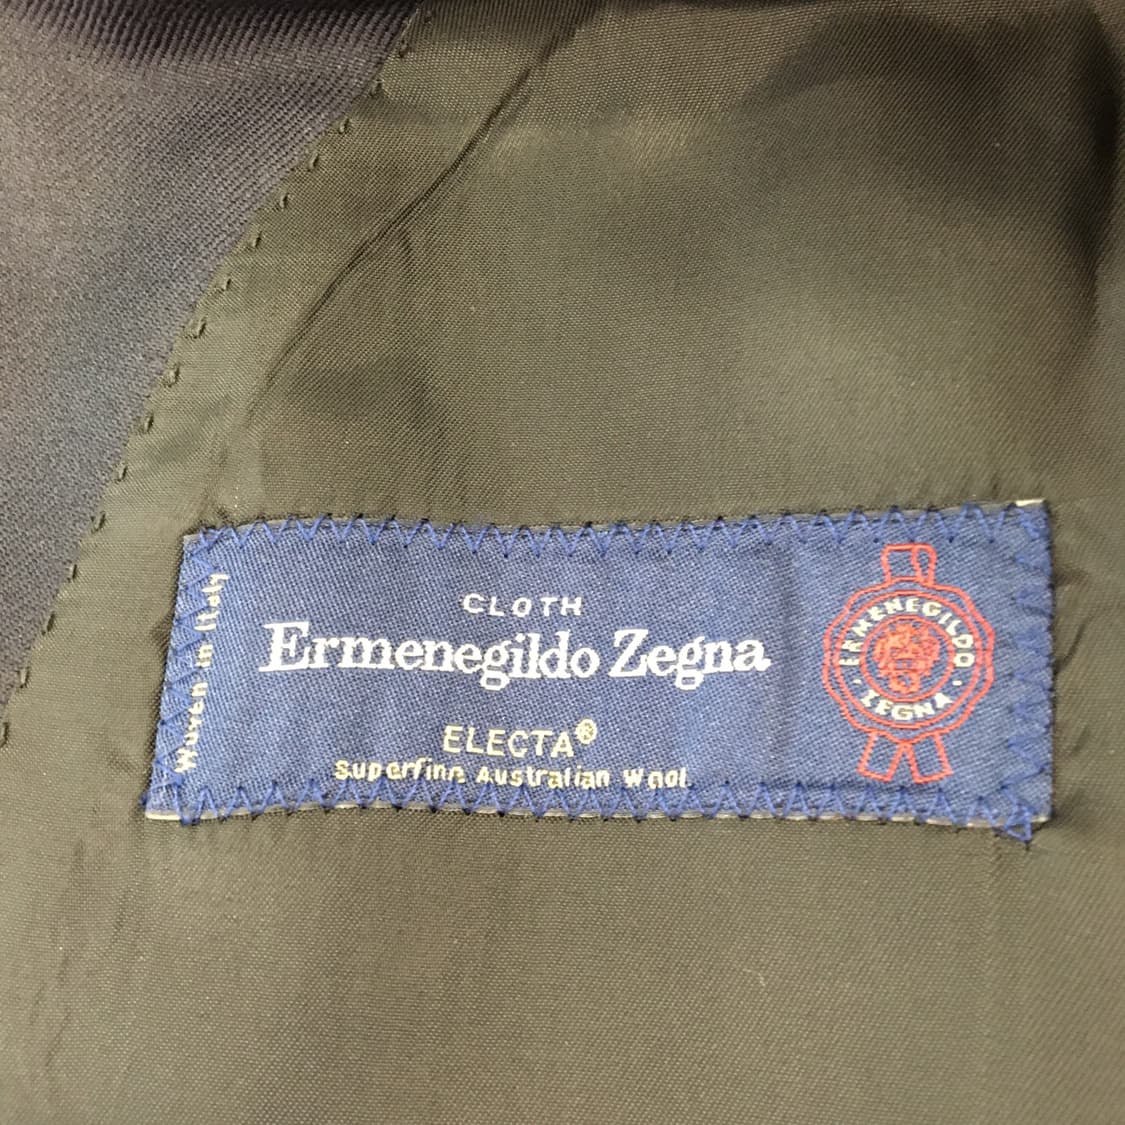 Woven in Italy
CLOTH
Ermenegildo Zegna
ELECTA®
Superfine Australian Wool
ERMENEGILDO
· ZEGNA ·